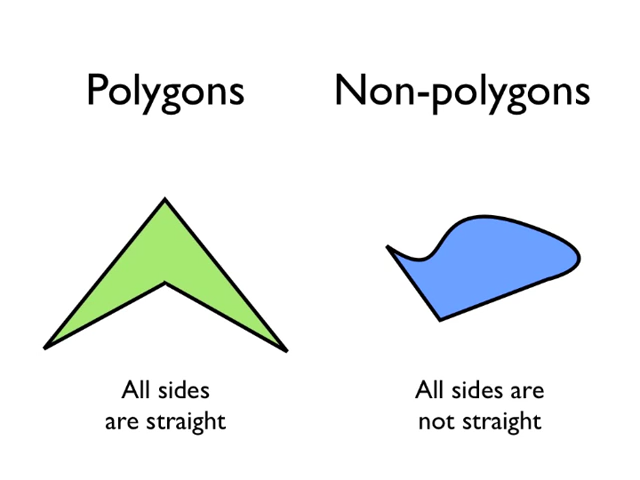 Polygons
Non-polygons
All sides
are straight
All sides are
not straight